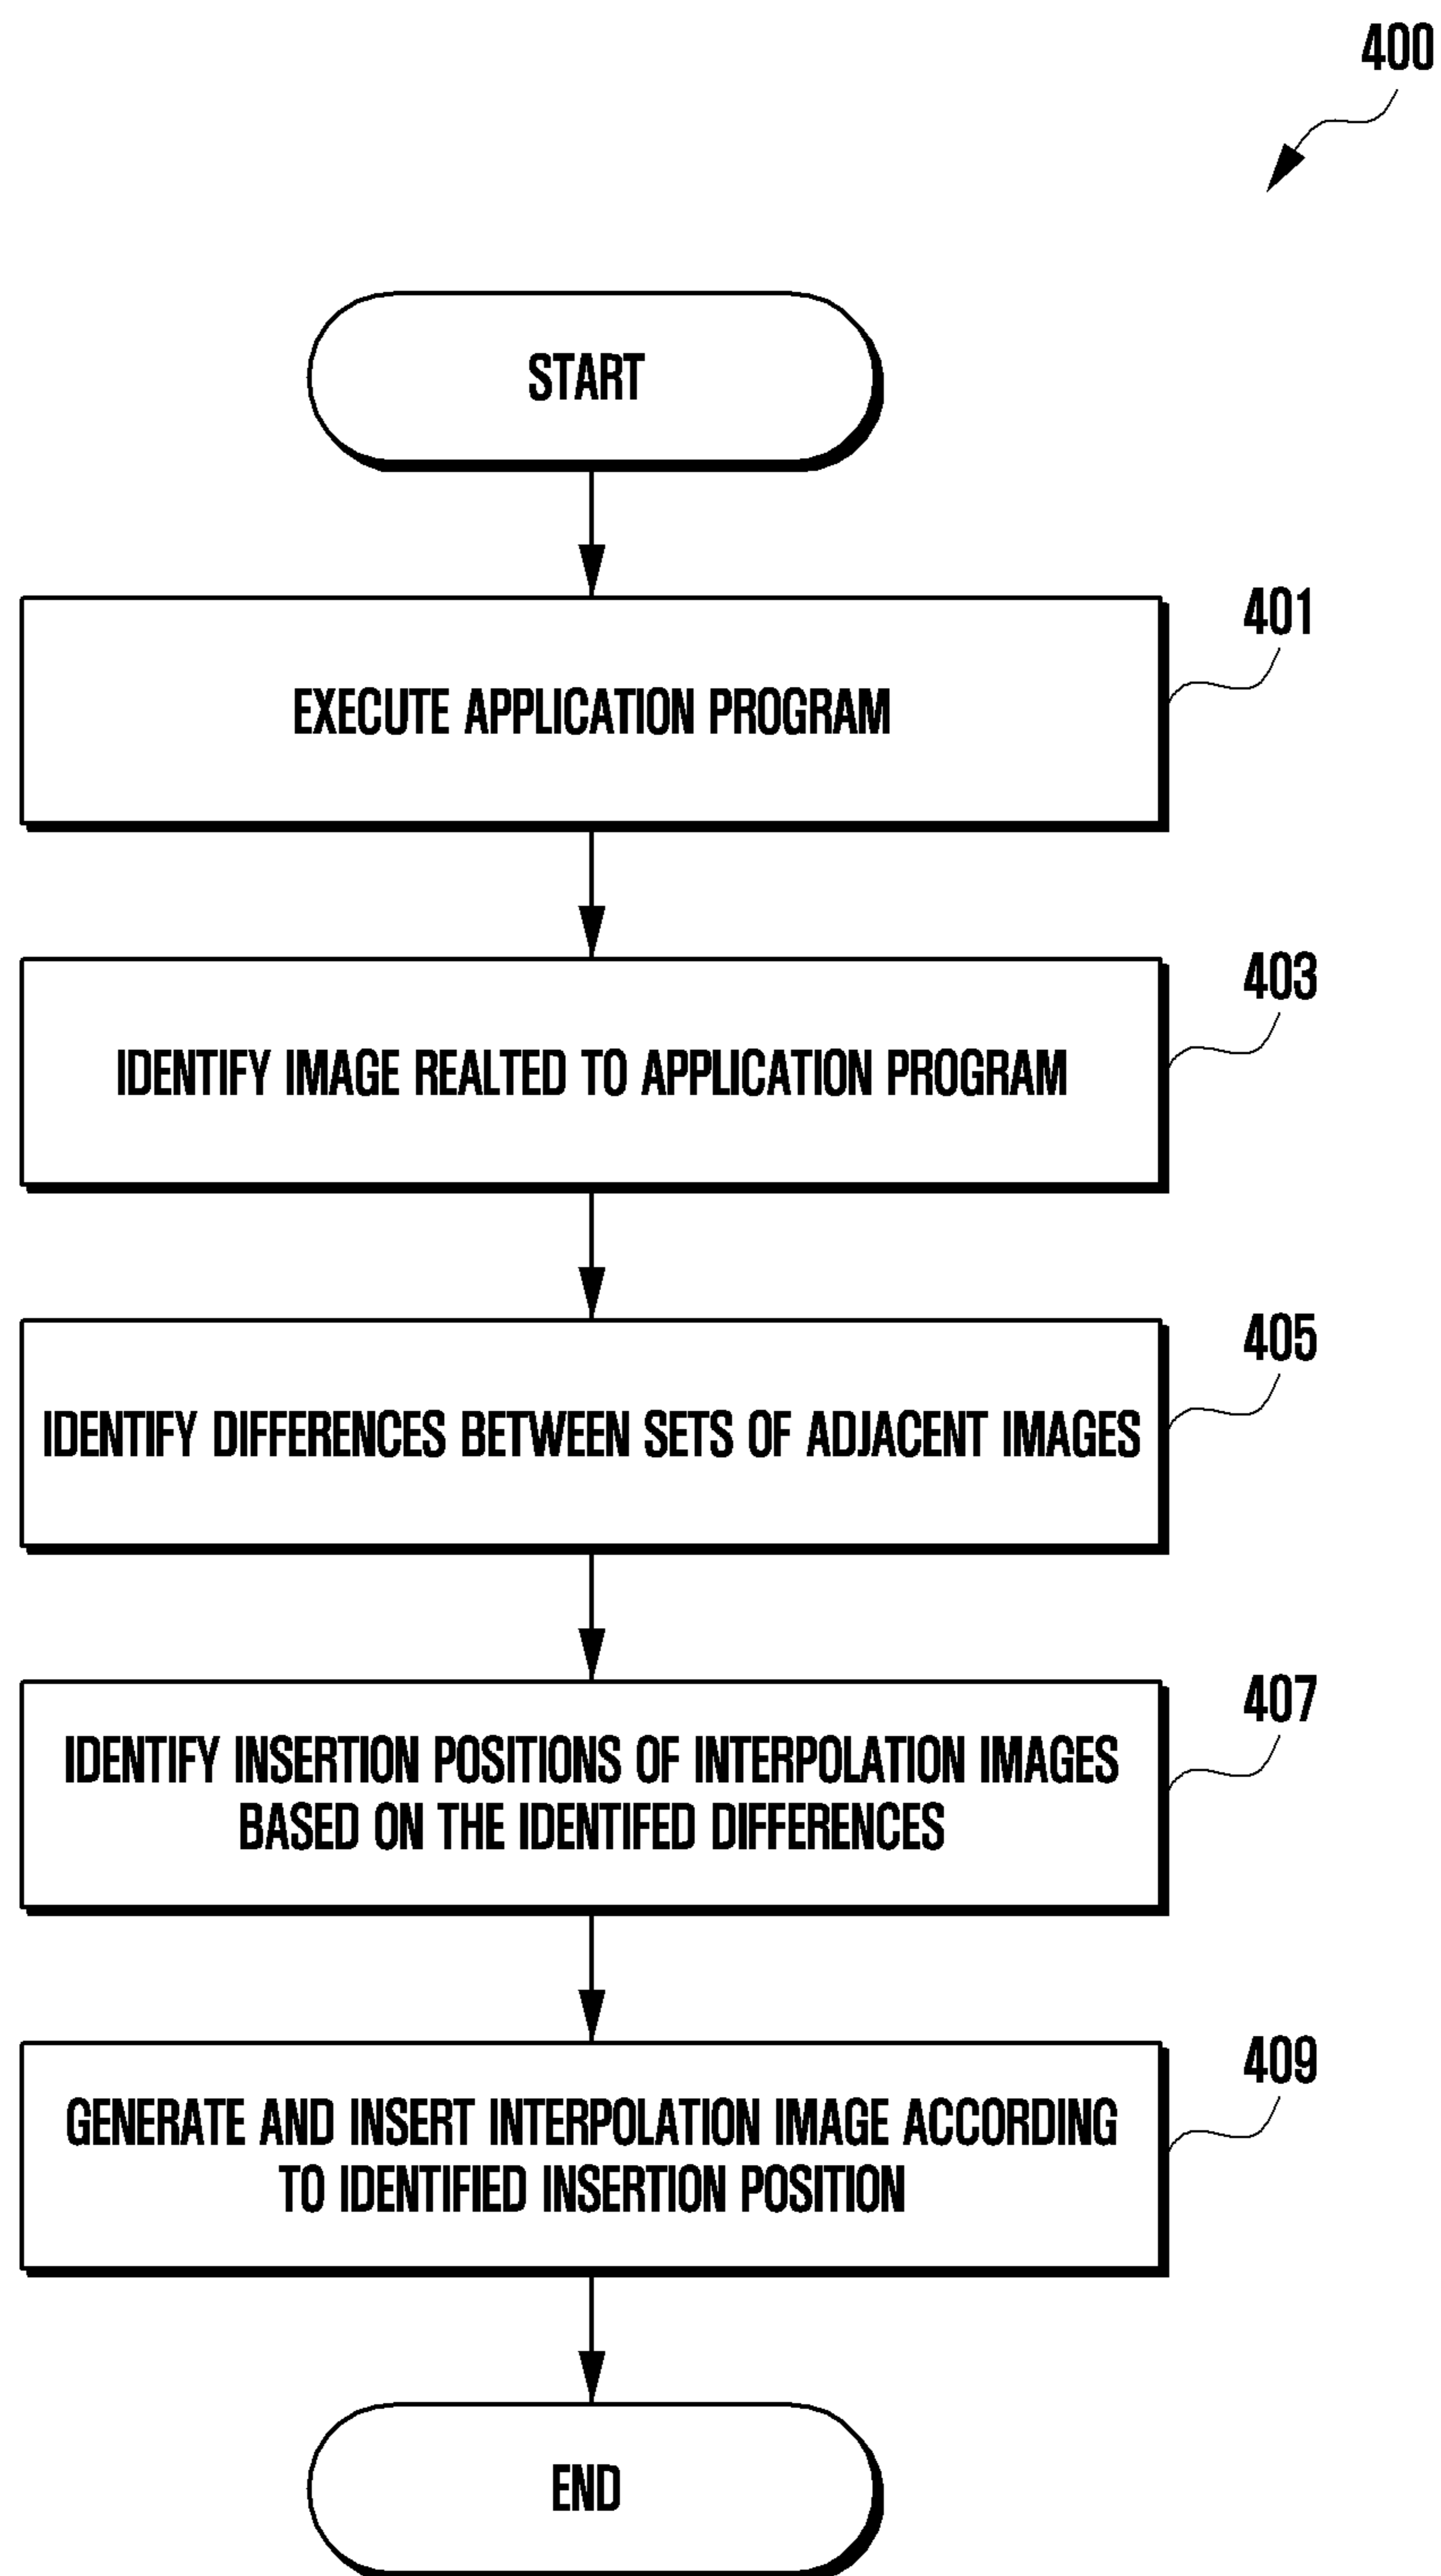 400
START
401
EXECUTE APPLICATION PROGRAM
403
IDENTIFY IMAGE REALTED TO APPLICATION PROGRAM
405
IDENTIFY DIFFERENCES BETWEEN SETS OF ADJACENT IMAGES
407
IDENTIFY INSERTION POSITIONS OF INTERPOLATION IMAGES
BASED ON THE IDENTIFED DIFFERENCES
409
GENERATE AND INSERT INTERPOLATION IMAGE ACCORDING
TO IDENTIFIED INSERTION POSITION
END